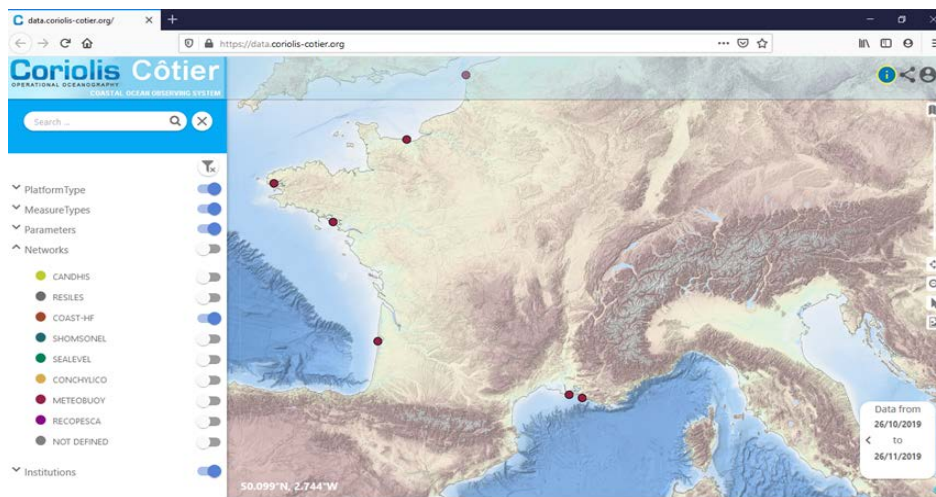 data.coriolis-cotier.org/
https://data.coriolis-cotier.org
Coriolis Côtier
OPERATIONAL OCEANOGRAPHY
COASTAL OCEAN OBSERVING SYSTEM
Search ...
PlatformType
MeasureTypes
Parameters
Networks
CANDHIS
RESILES
COAST-HF
SHOMSONEL
SEALEVEL
CONCHYLICO
METEOBUOY
RECOPESCA
NOT DEFINED
Institutions
Data from
26/10/2019
to
26/11/2019
50.099°N, 2.744°W